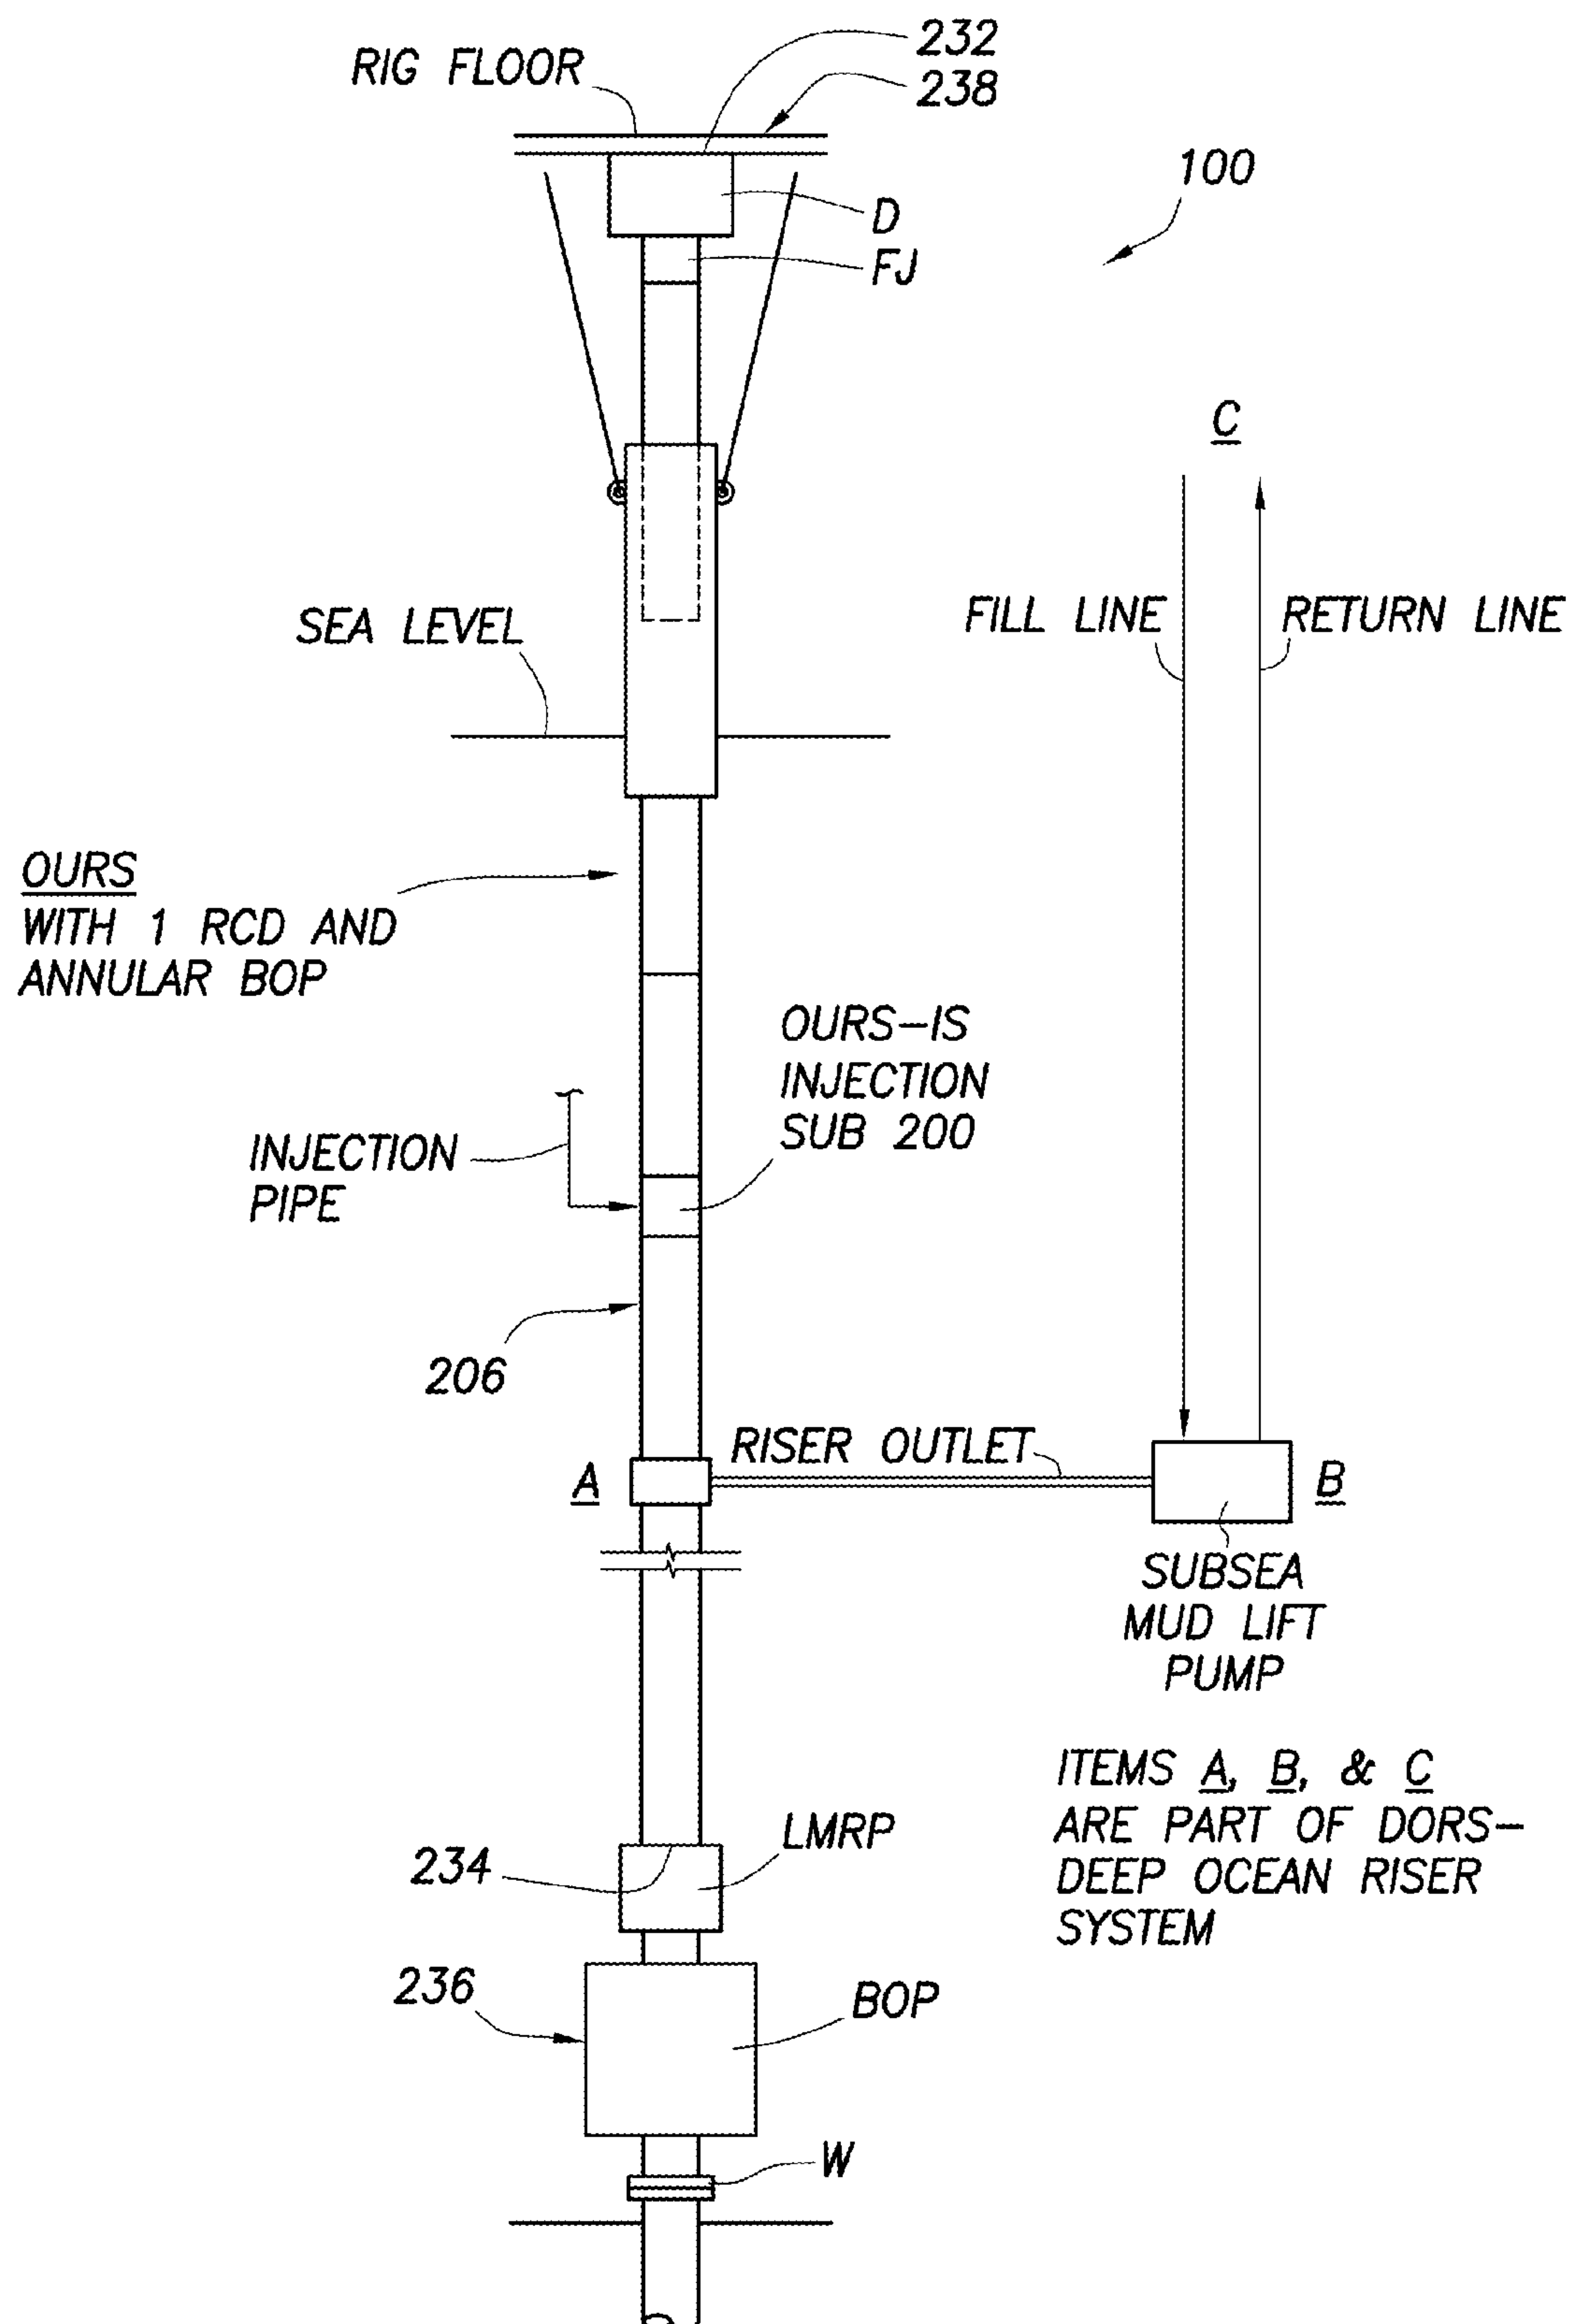 RIG FLOOR
232
238
100
D
FJ
C
SEA LEVEL
FILL LINE
RETURN LINE
OURS
WITH 1 RCD AND
ANNULAR BOP
OURS-IS
INJECTION
SUB 200
INJECTION
PIPE
206
RISER OUTLET
A
B
SUBSEA
MUD LIFT
PUMP
ITEMS A, B, & C
ARE PART OF DORS-
DEEP OCEAN RISER
SYSTEM
LMRP
234
236
BOP
W